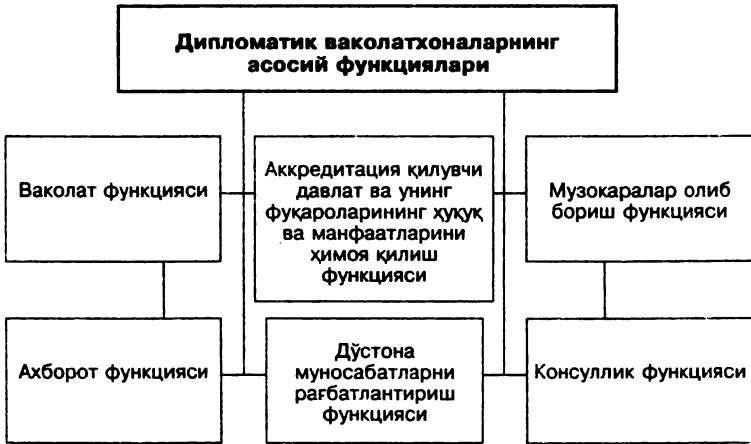 Дипломатик ваколатхоналарнинг
асосий функциялари
Ваколат функцияси
Аккредитация қилувчи
давлат ва унинг
фуқароларининг ҳуқуқ
ва манфаатларини
ҳимоя қилиш
функцияси
Музокаралар олиб
бориш функцияси
Ахборот функцияси
Дўстона
муносабатларни
рағбатлантириш
функцияси
Консуллик функцияси